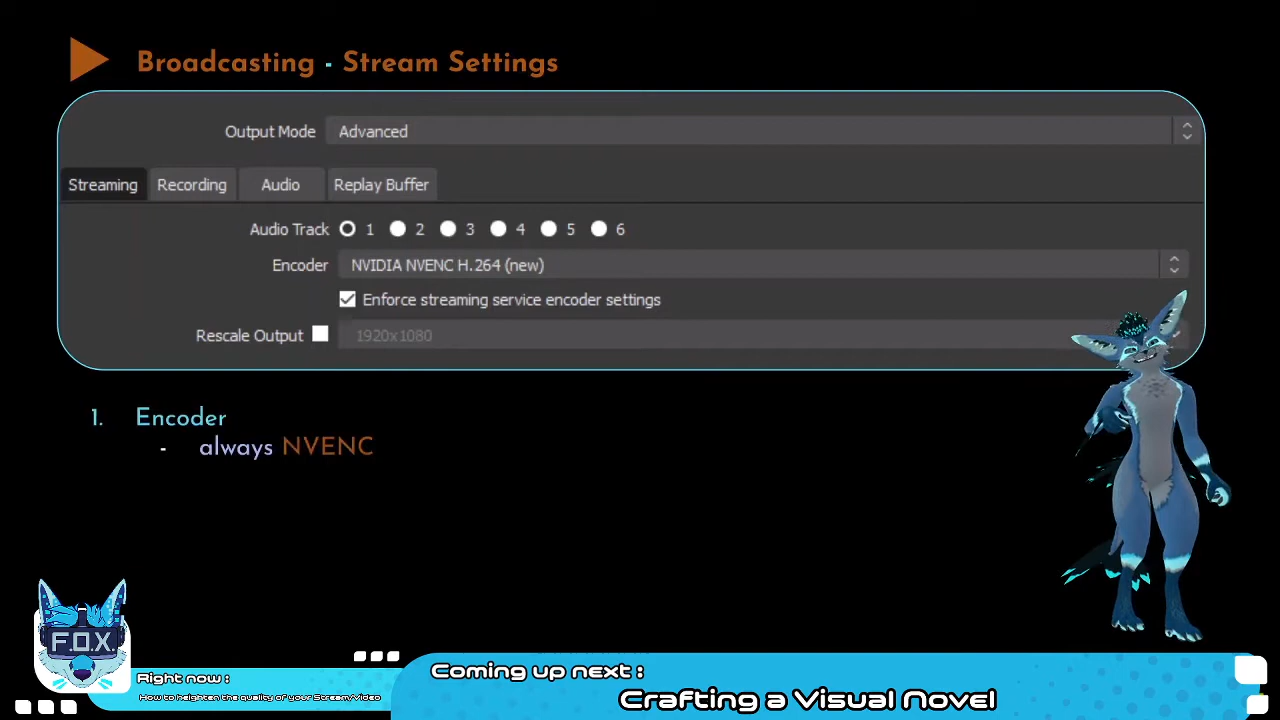 Broadcasting - Stream Settings
Output Mode Advanced
Streaming Recording Audio Replay Buffer
Audio Track 1 2 3 4 5 6
Encoder NVIDIA NVENC H.264 (new)
Enforce streaming service encoder settings
Rescale Output 1920x1080
1. Encoder
- always NVENC
F.O.X.
Right now :
How to heighten the quality of your Stream/Video
Coming up next :
Crafting a Visual Novel